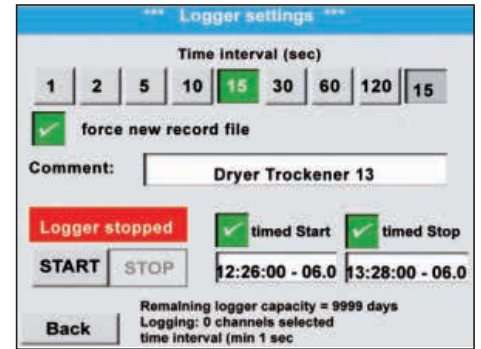 *** Logger settings ***
Time interval (sec)
1 2 5 10 15 30 60 120 15
force new record file
Comment: Dryer Trockener 13
Logger stopped timed Start timed Stop
START STOP 12:26:00 - 06.0 13:28:00 - 06.0
Remaining logger capacity = 9999 days
Back Logging: 0 channels selected
time interval (min 1 sec